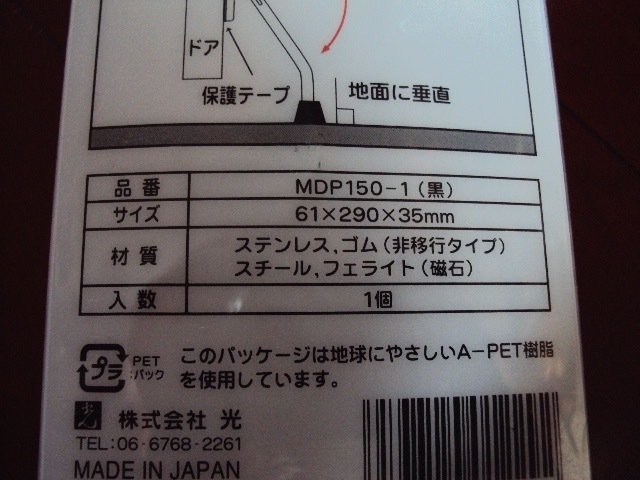 ドア
保護テープ
地面に垂直
品番 MDP150-1(黒)
サイズ 61×290×35mm
材質 ステンレス,ゴム(非移行タイプ)
スチール,フェライト(磁石)
入数 1個
プラ PET :パック
このパッケージは地球にやさしいA-PET樹脂
を使用しています。
光 株式会社 光
TEL:06-6768-2261
MADE IN JAPAN